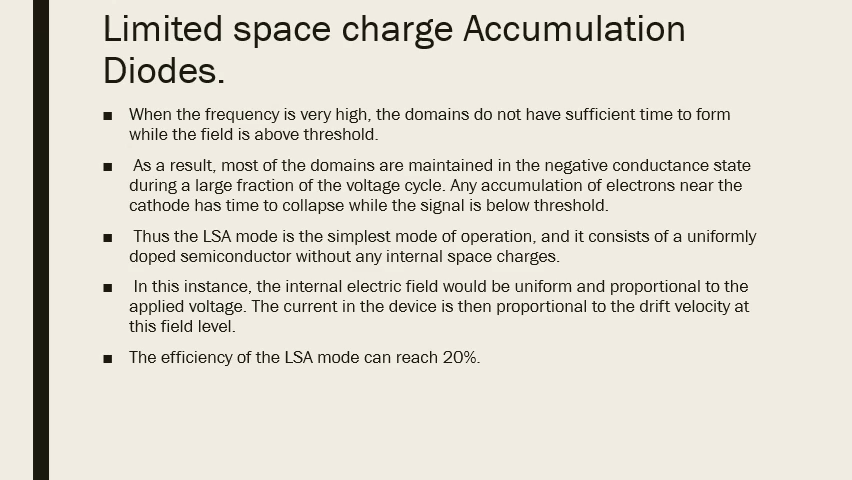 Limited space charge Accumulation
Diodes.
■ When the frequency is very high, the domains do not have sufficient time to form
while the field is above threshold.
■ As a result, most of the domains are maintained in the negative conductance state
during a large fraction of the voltage cycle. Any accumulation of electrons near the
cathode has time to collapse while the signal is below threshold.
■ Thus the LSA mode is the simplest mode of operation, and it consists of a uniformly
doped semiconductor without any internal space charges.
■ In this instance, the internal electric field would be uniform and proportional to the
applied voltage. The current in the device is then proportional to the drift velocity at
this field level.
■ The efficiency of the LSA mode can reach 20%.